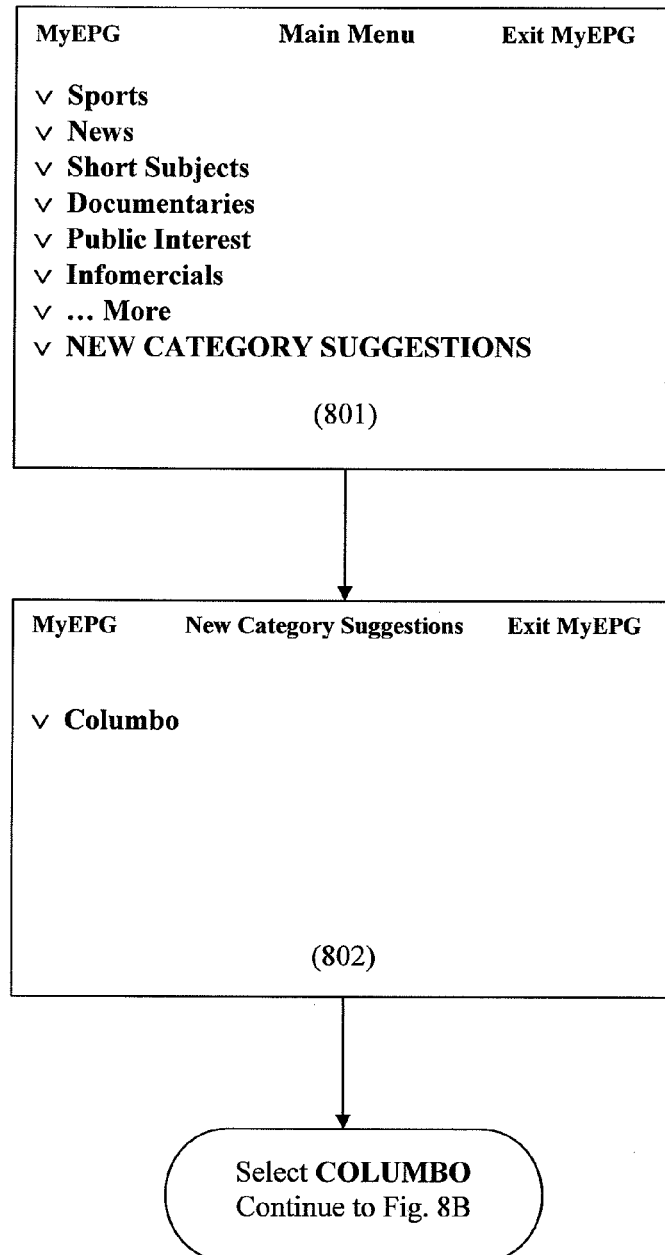 MyEPG Main Menu Exit MyEPG
v Sports
v News
v Short Subjects
v Documentaries
v Public Interest
v Infomercials
v ... More
v NEW CATEGORY SUGGESTIONS
(801)
MyEPG New Category Suggestions Exit MyEPG
v Columbo
(802)
Select COLUMBO
Continue to Fig. 8B